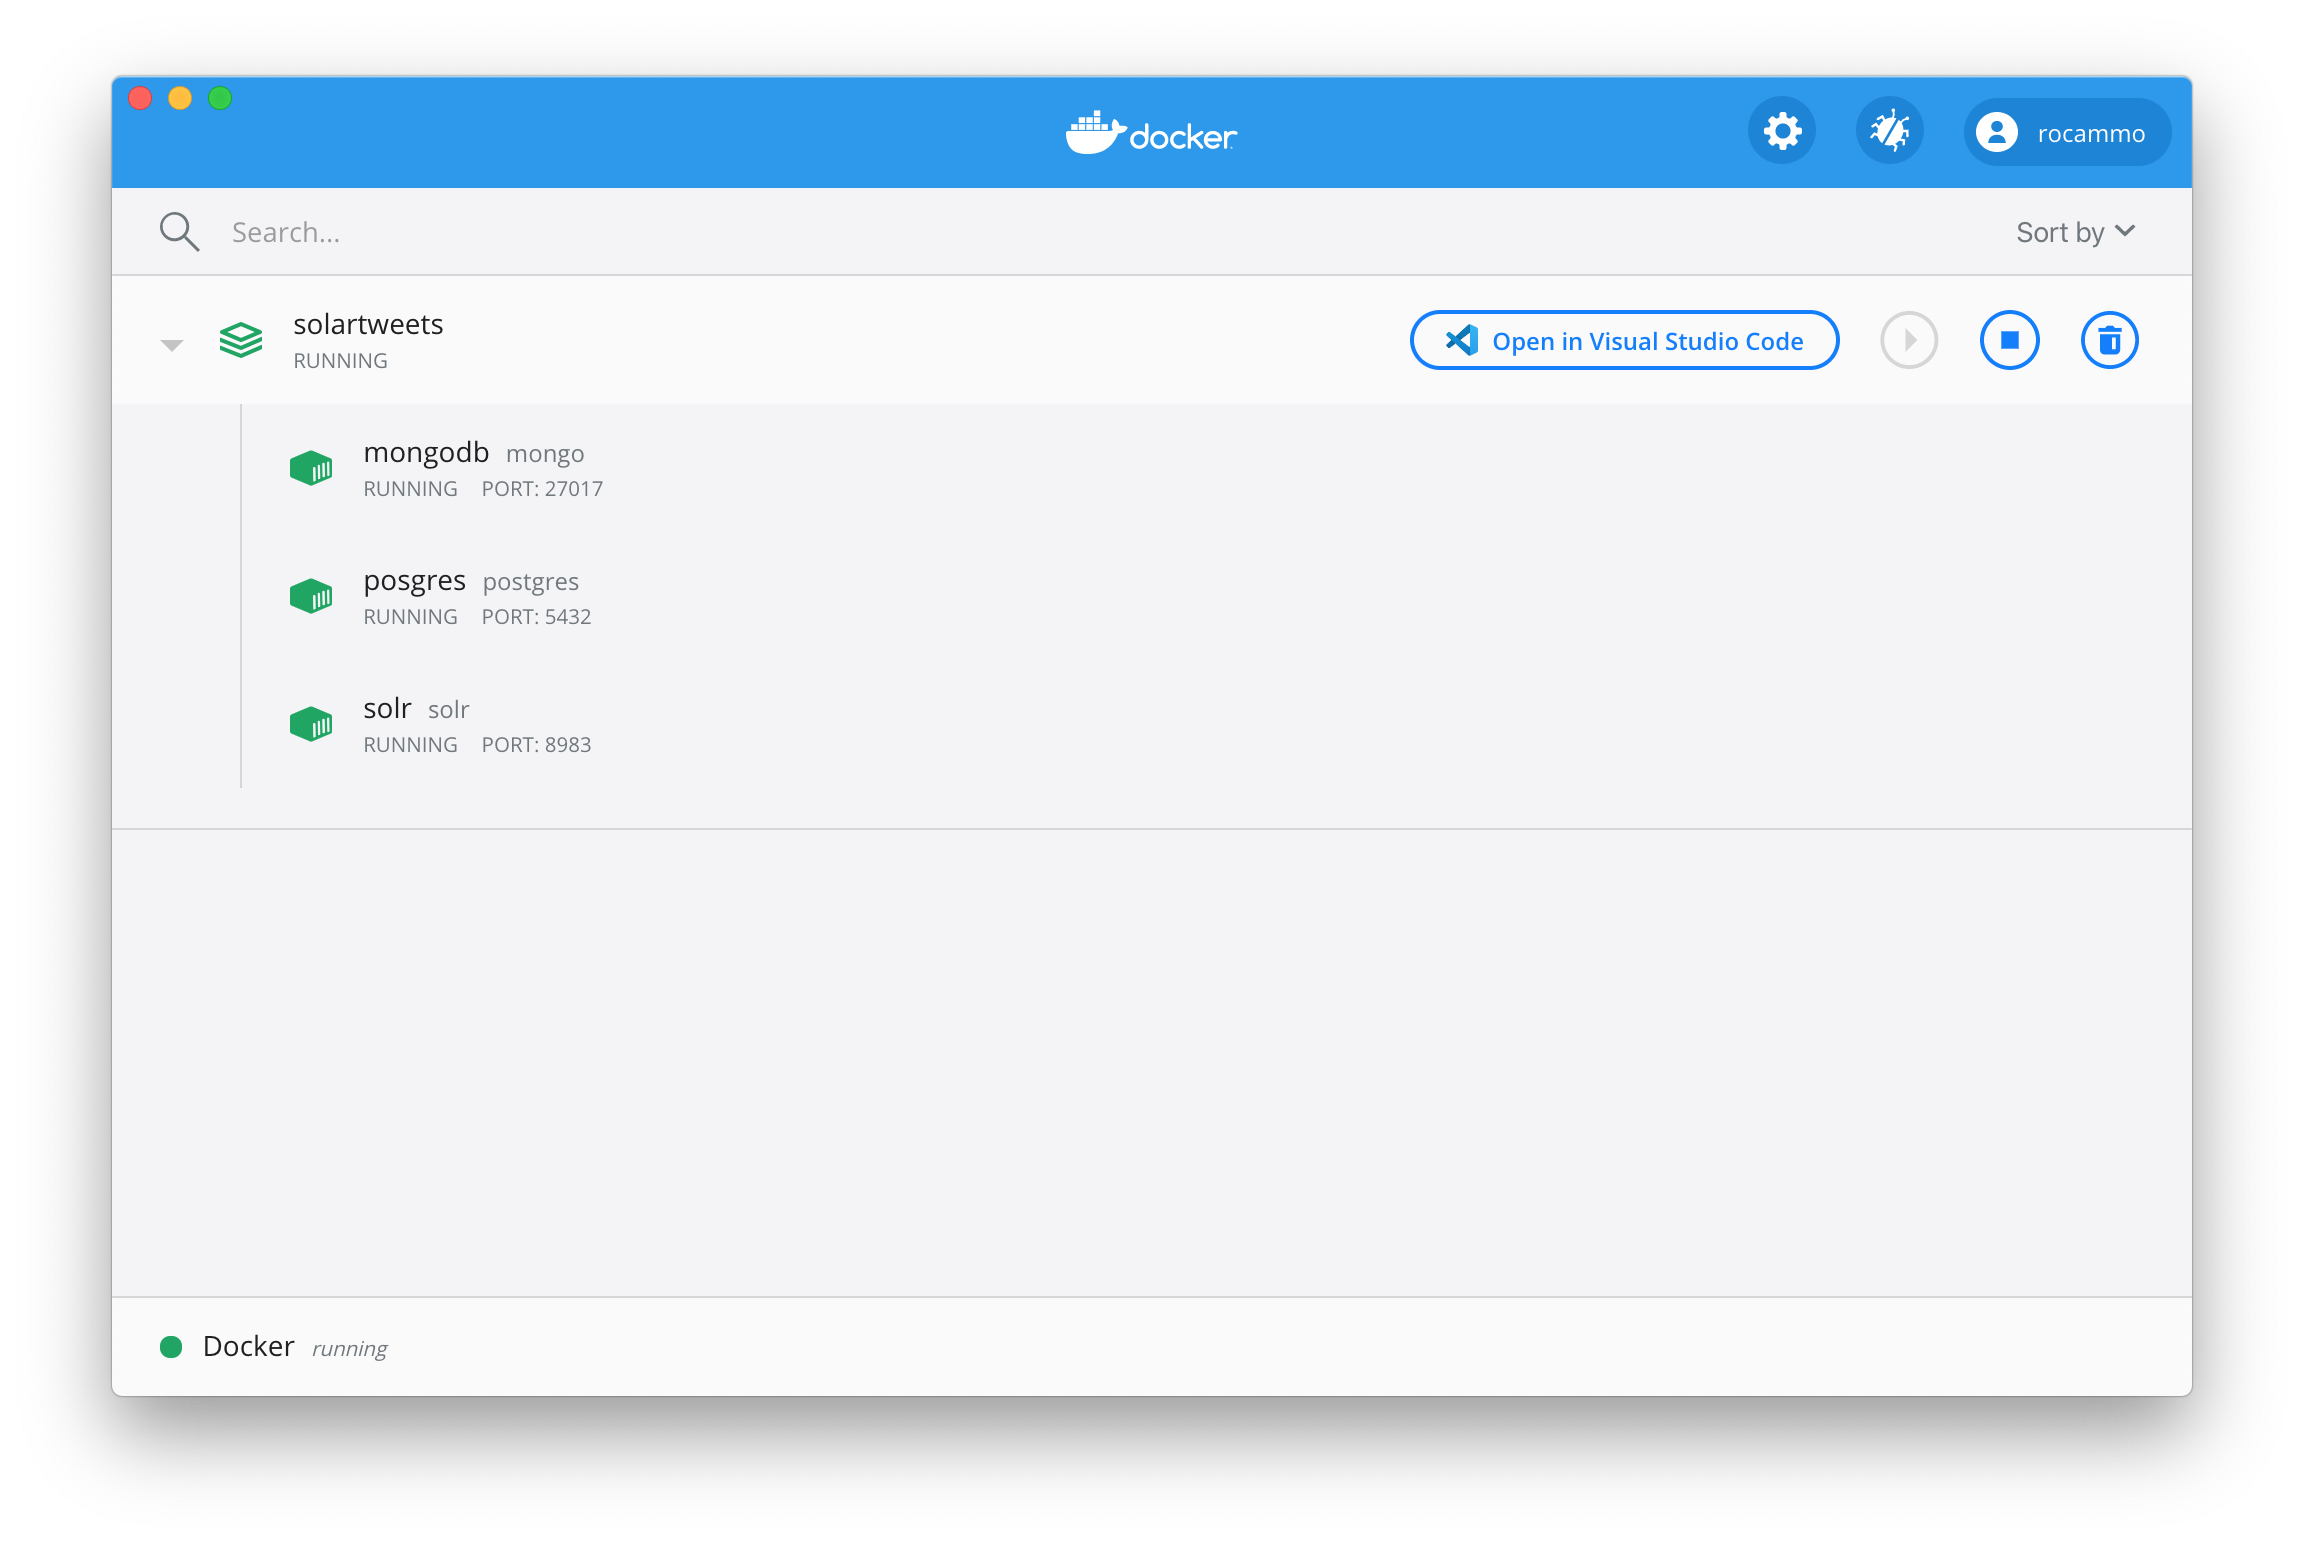 docker
rocammo
Search...
Sort by
solartweets
RUNNING
Open in Visual Studio Code
mongodb mongo
RUNNING PORT: 27017
posgres postgres
RUNNING PORT: 5432
solr solr
RUNNING PORT: 8983
Docker running